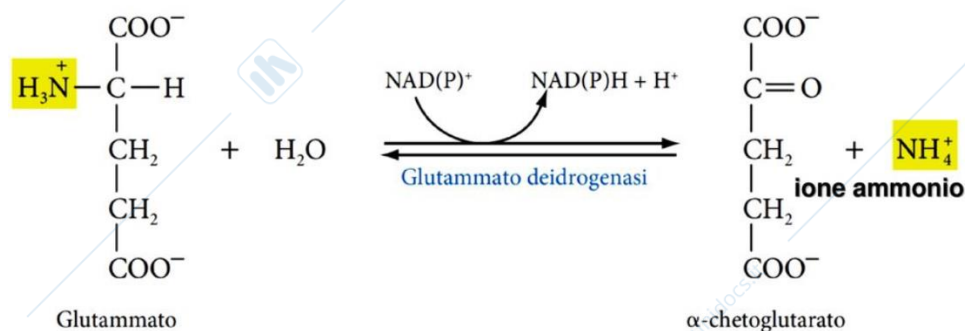 COO⁻ COO⁻
H₃N⁺—C—H NAD(P)⁺ NAD(P)H + H⁺ C=O
CH₂ + H₂O CH₂ + NH₄⁺
Glutammato deidrogenasi ione ammonio
CH₂ CH₂
COO⁻ COO⁻
Glutammato α-chetoglutarato